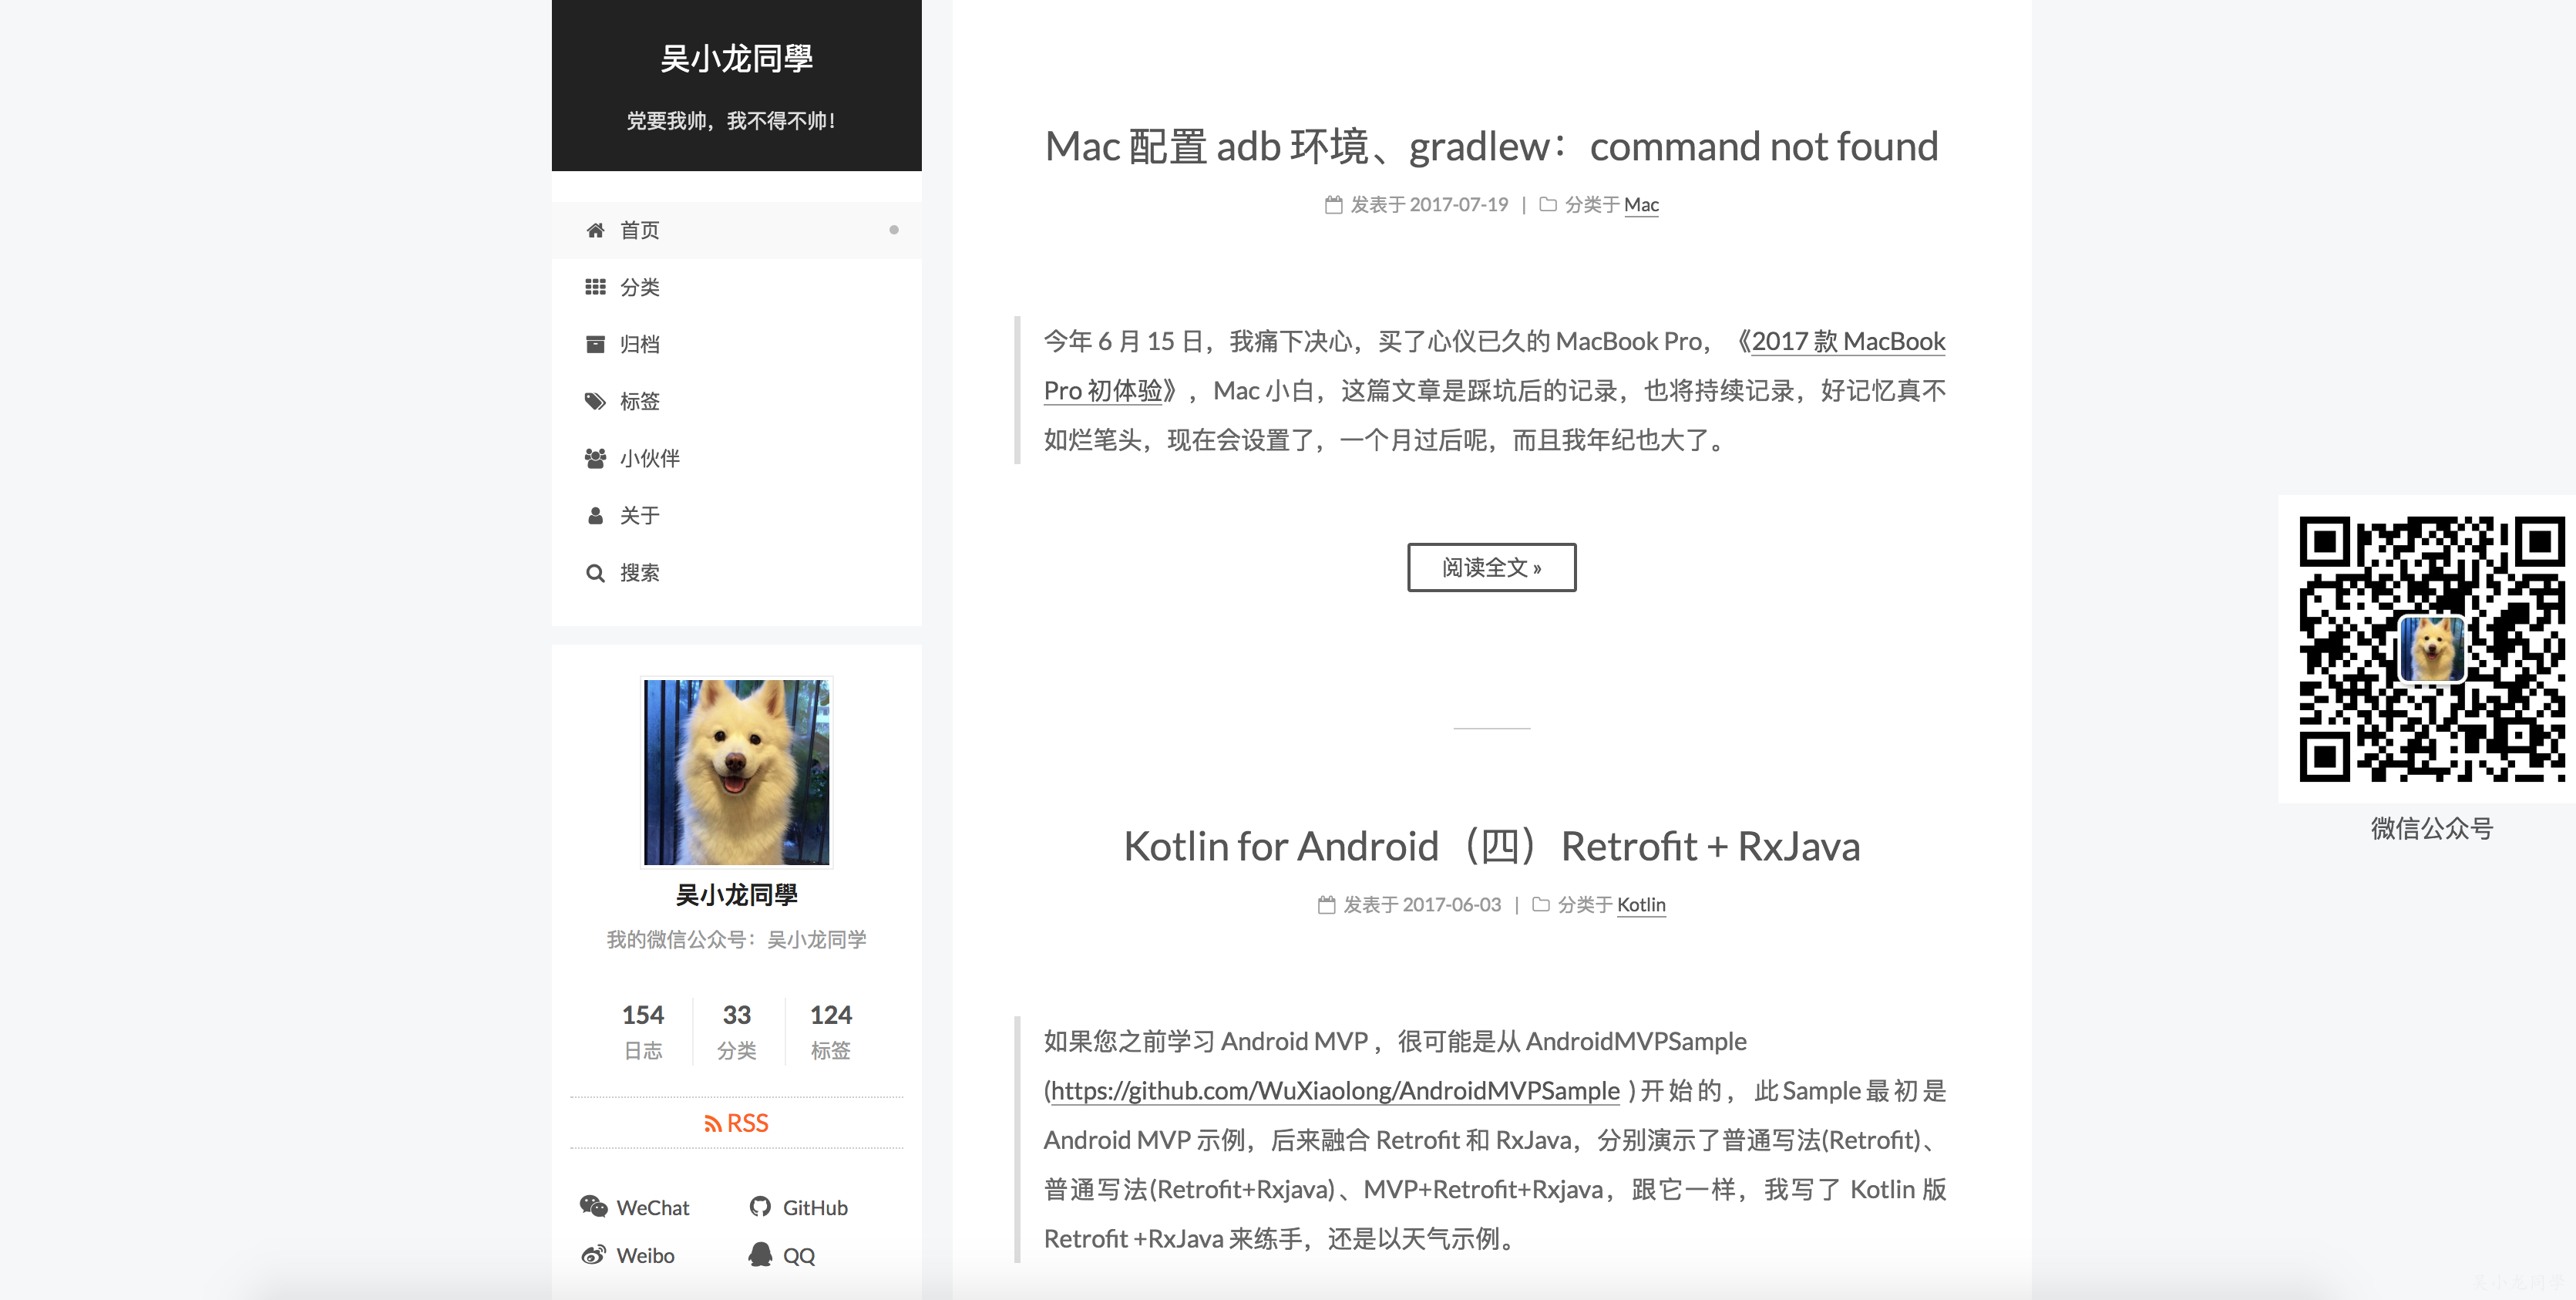 吴小龙同學
党要我帅，我不得不帅！
首页
分类
归档
标签
小伙伴
关于
搜索
吴小龙同學
我的微信公众号：吴小龙同学
154
日志
33
分类
124
标签
RSS
WeChat
GitHub
Weibo
QQ
Mac 配置 adb 环境、gradlew：command not found
发表于 2017-07-19 | 分类于 Mac
今年 6 月 15 日，我痛下决心，买了心仪已久的 MacBook Pro，《2017 款 MacBook
Pro 初体验》，Mac 小白，这篇文章是踩坑后的记录，也将持续记录，好记忆真不
如烂笔头，现在会设置了，一个月过后呢，而且我年纪也大了。
阅读全文 »
Kotlin for Android（四）Retrofit + RxJava
发表于 2017-06-03 | 分类于 Kotlin
如果您之前学习 Android MVP ，很可能是从 AndroidMVPSample
(https://github.com/WuXiaolong/AndroidMVPSample )开始的，此Sample最初是
Android MVP 示例，后来融合 Retrofit 和 RxJava，分别演示了普通写法(Retrofit)、
普通写法(Retrofit+Rxjava)、MVP+Retrofit+Rxjava，跟它一样，我写了 Kotlin 版
Retrofit +RxJava 来练手，还是以天气示例。
微信公众号